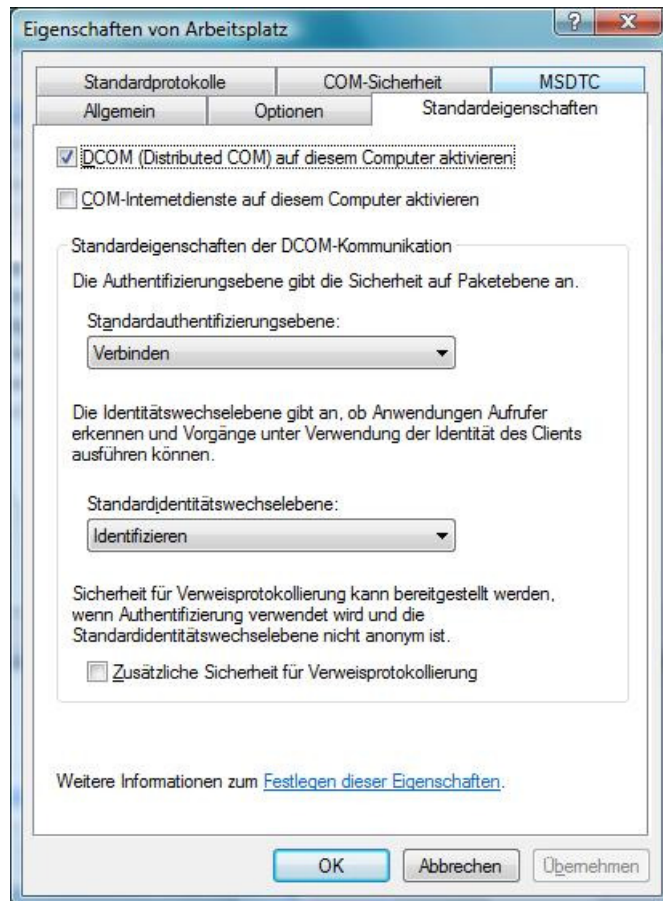 Eigenschaften von Arbeitsplatz
Standardprotokolle
COM-Sicherheit
MSDTC
Allgemein
Optionen
Standardeigenschaften
DCOM (Distributed COM) auf diesem Computer aktivieren
COM-Internetdienste auf diesem Computer aktivieren
Standardeigenschaften der DCOM-Kommunikation
Die Authentifizierungsebene gibt die Sicherheit auf Paketebene an.
Standardauthentifizierungsebene:
Verbinden
Die Identitätswechselebene gibt an, ob Anwendungen Aufrufer
erkennen und Vorgänge unter Verwendung der Identität des Clients
ausführen können.
Standardidentitätswechselebene:
Identifizieren
Sicherheit für Verweisprotokollierung kann bereitgestellt werden,
wenn Authentifizierung verwendet wird und die
Standardidentitätswechselebene nicht anonym ist.
Zusätzliche Sicherheit für Verweisprotokollierung
Weitere Informationen zum Festlegen dieser Eigenschaften.
OK
Abbrechen
Übernehmen